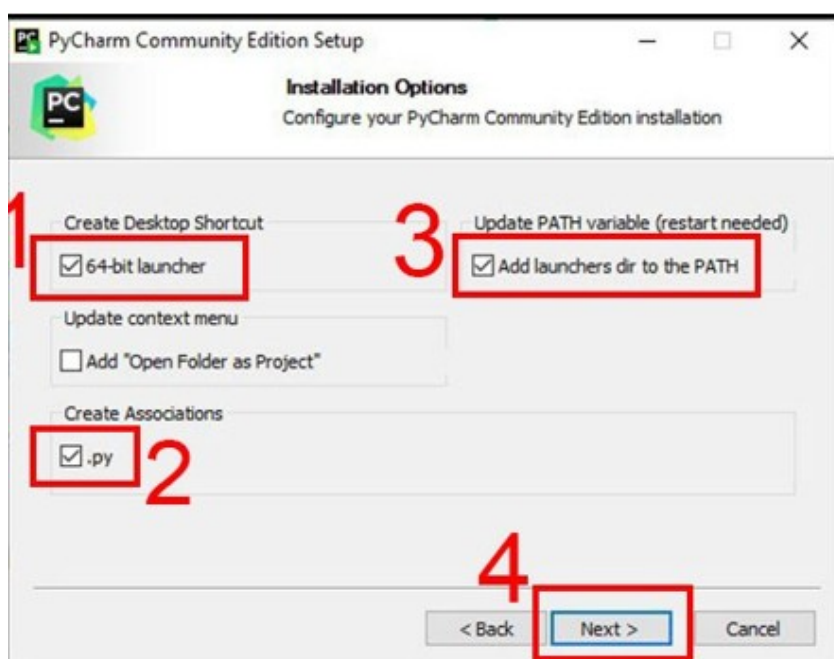 PyCharm Community Edition Setup
PC
Installation Options
Configure your PyCharm Community Edition installation
1
Create Desktop Shortcut
64-bit launcher
3
Update PATH variable (restart needed)
Add launchers dir to the PATH
Update context menu
Add "Open Folder as Project"
Create Associations
.py
2
4
< Back
Next >
Cancel